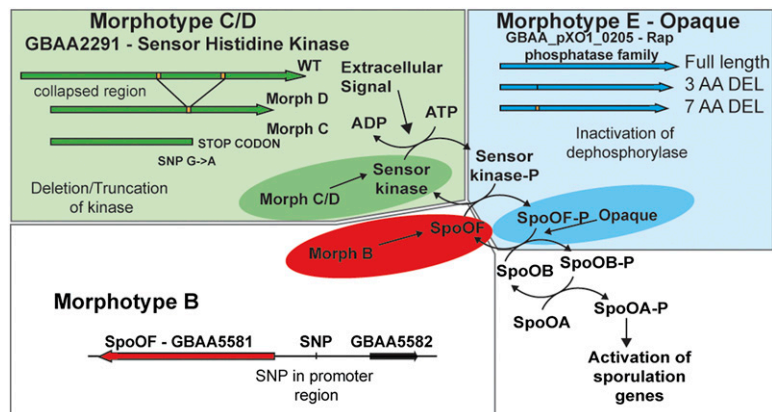 Morphotype C/D
GBAA2291 - Sensor Histidine Kinase
WT
collapsed region
Morph D
Morph C
STOP CODON
SNP G->A
Deletion/Truncation
of kinase
Extracellular
Signal
ADP
ATP
Sensor
kinase
Morph C/D
Morphotype E - Opaque
GBAA_pXO1_0205 - Rap
phosphatase family
Full length
3 AA DEL
7 AA DEL
Inactivation of
dephosphorylase
Sensor
kinase-P
SpoOF-P
Opaque
SpoOF
Morph B
SpoOB
SpoOB-P
SpoOA
SpoOA-P
Activation of
sporulation
genes
Morphotype B
SpoOF - GBAA5581
SNP
GBAA5582
SNP in promoter
region